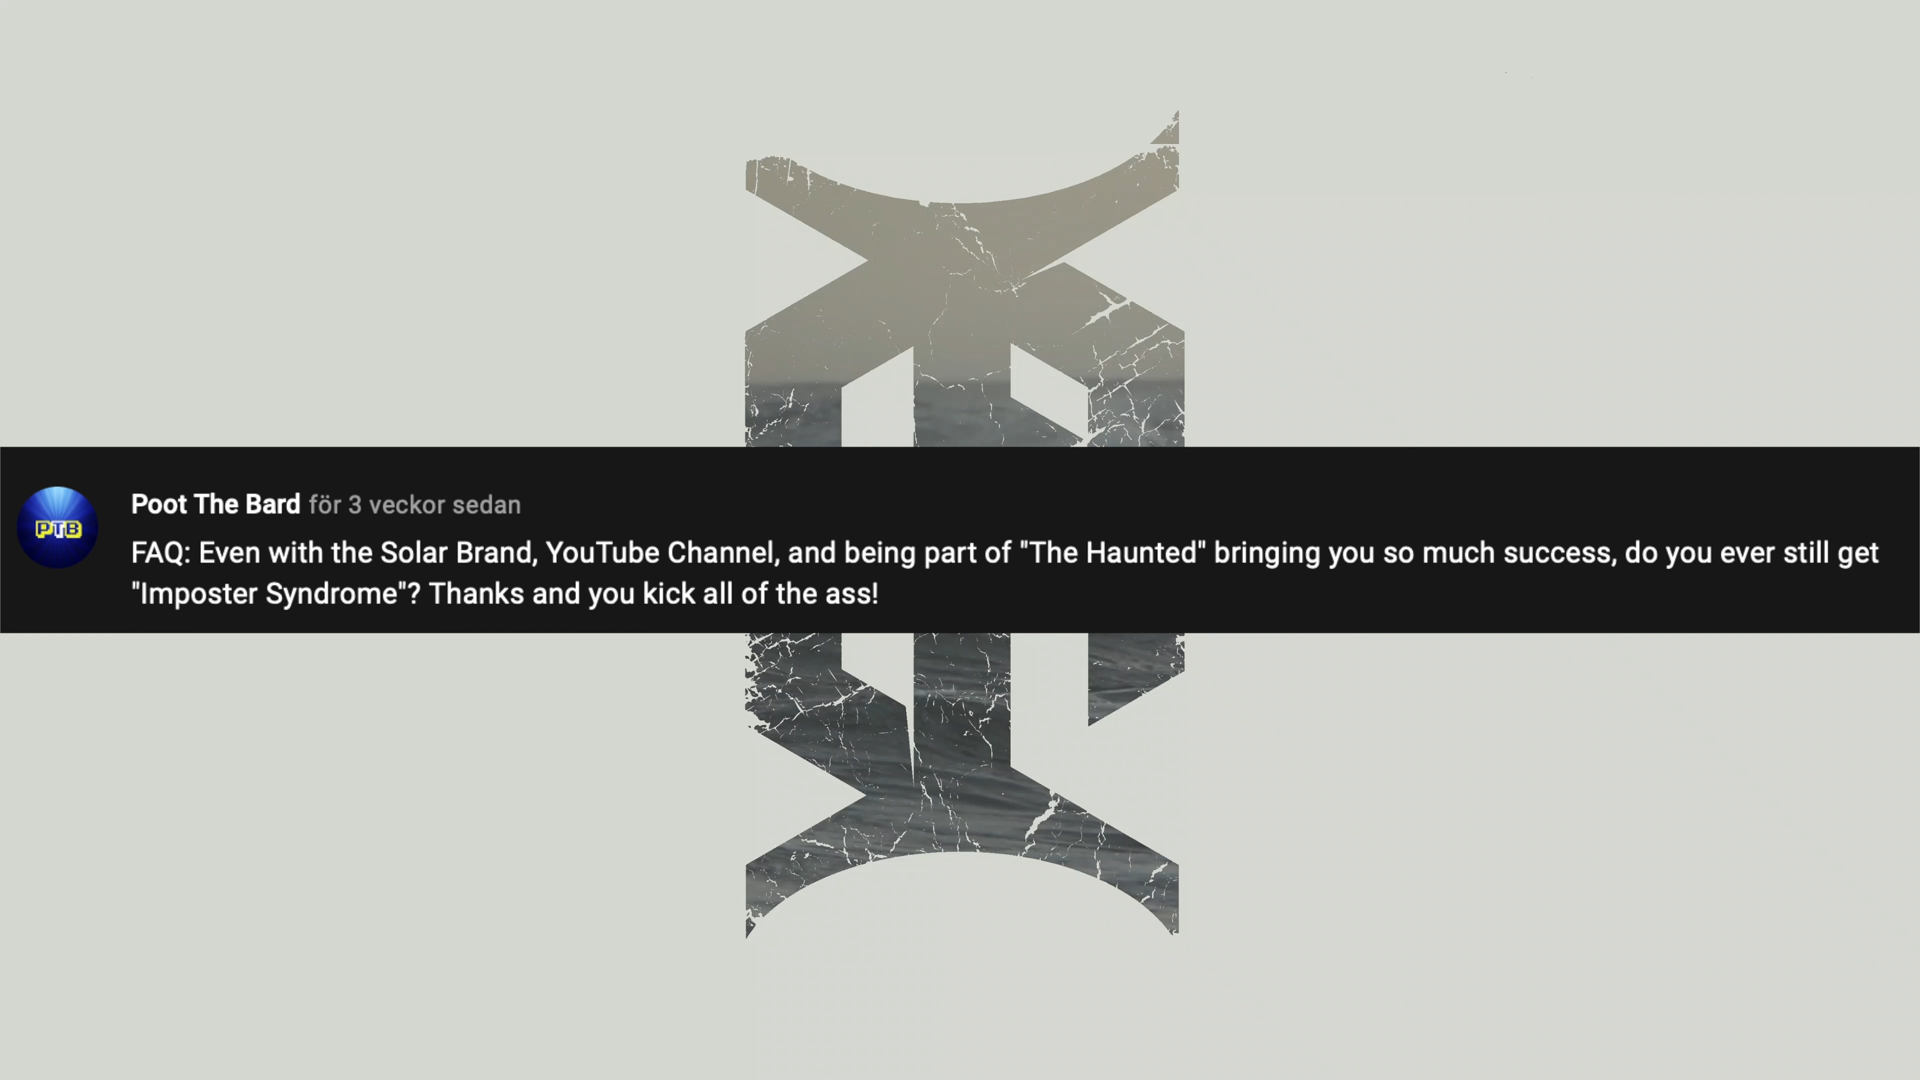 PTB
Poot The Bard för 3 veckor sedan
FAQ: Even with the Solar Brand, YouTube Channel, and being part of "The Haunted" bringing you so much success, do you ever still get
"Imposter Syndrome"? Thanks and you kick all of the ass!